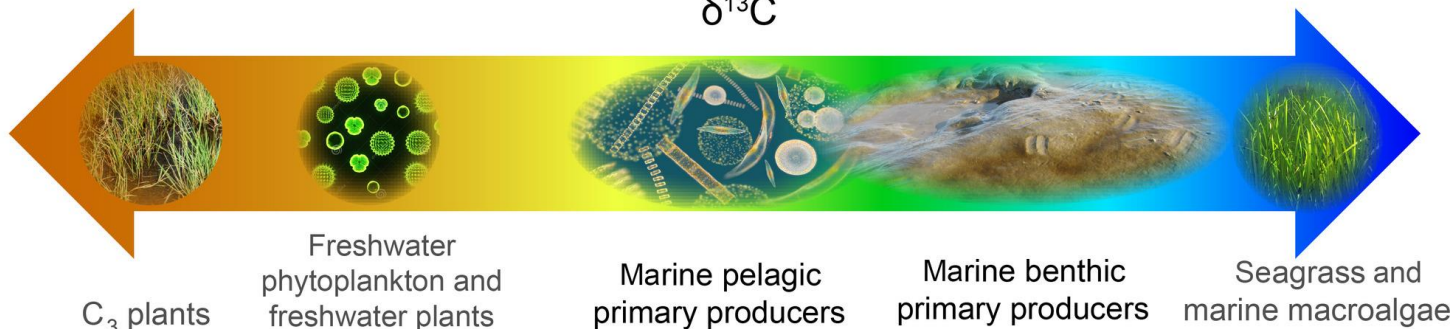 δ¹³C
C₃ plants
Freshwater
phytoplankton and
freshwater plants
Marine pelagic
primary producers
Marine benthic
primary producers
Seagrass and
marine macroalgae